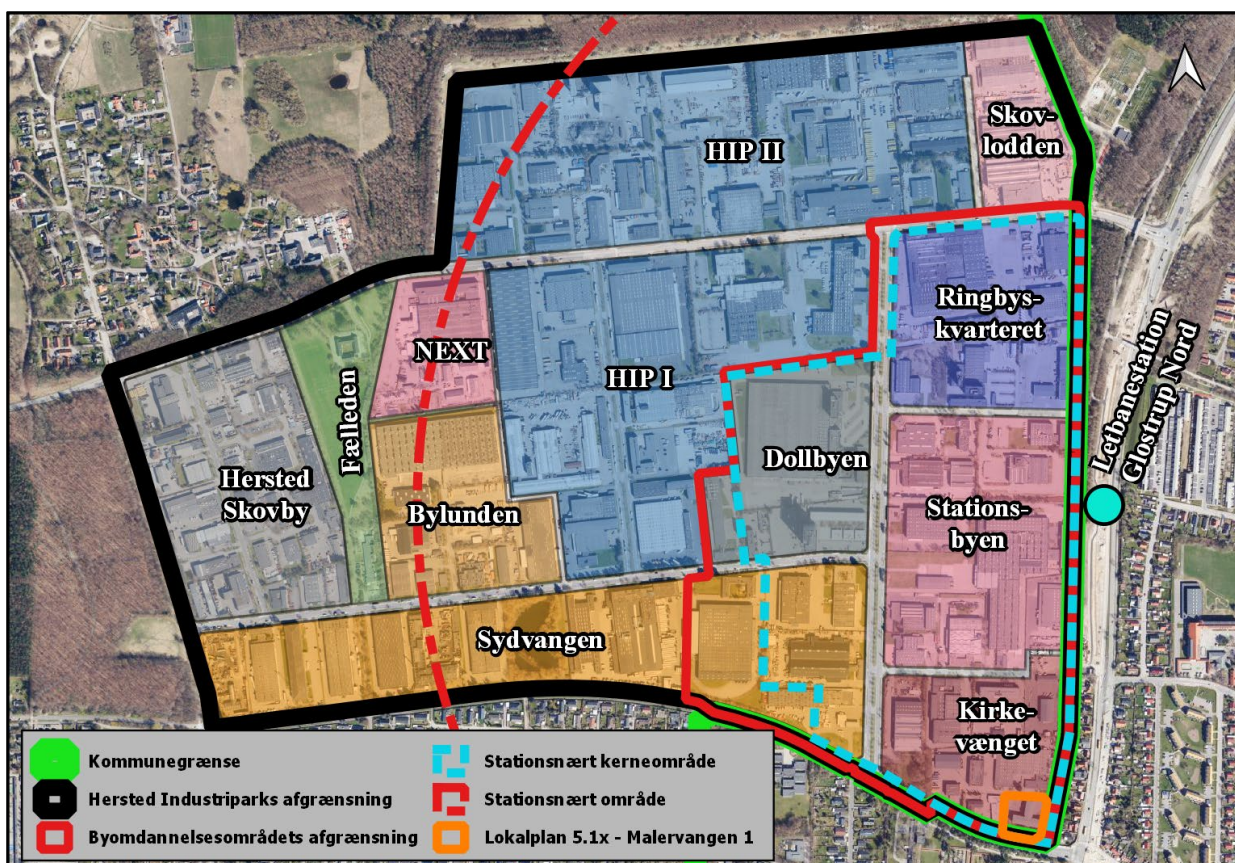 HIP II
Skov-
lodden
Ringbys-
kvarteret
NEXT
HIP I
Fælleden
Dollbyen
Letbanestation
Glostrup Nord
Hersted
Skovby
Bylunden
Stations-
byen
Sydvangen
Kirke-
vænget
Kommunegrænse
Hersted Industriparks afgrænsning
Byomdannelsesområdets afgrænsning
Stationsnært kerneområde
Stationsnært område
Lokalplan 5.1x - Malervangen 1